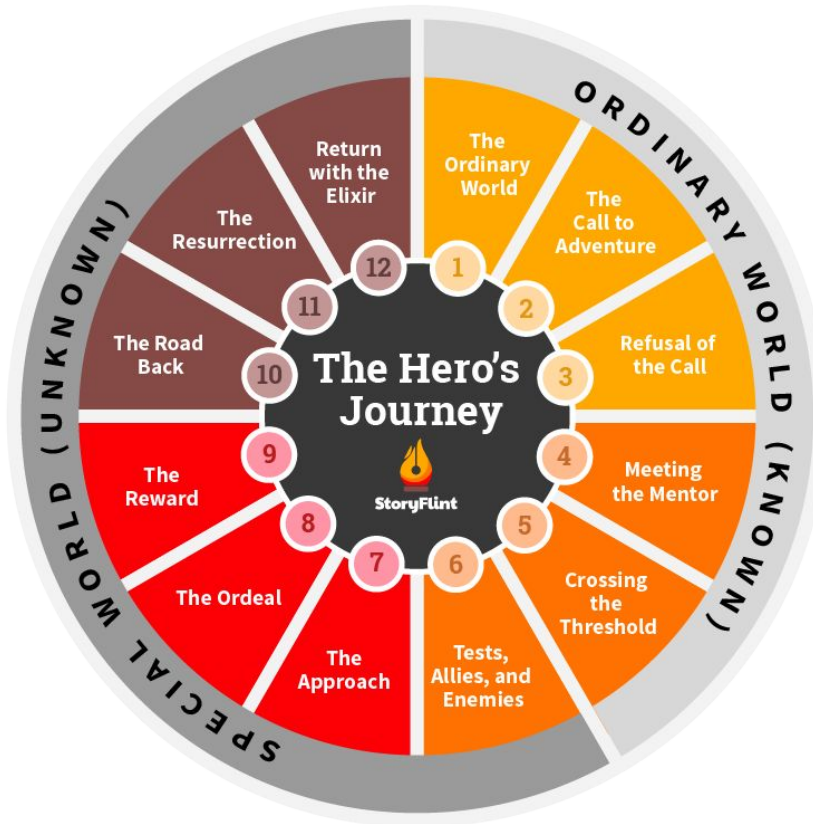 The Hero's
Journey
StoryFlint
ORDINARY WORLD (KNOWN)
SPECIAL WORLD (UNKNOWN)
1
The
Ordinary
World
2
The
Call to
Adventure
3
Refusal of
the Call
4
Meeting
the Mentor
5
Crossing
the
Threshold
6
Tests,
Allies, and
Enemies
7
The
Approach
8
The Ordeal
9
The
Reward
10
The Road
Back
11
The
Resurrection
12
Return
with the
Elixir